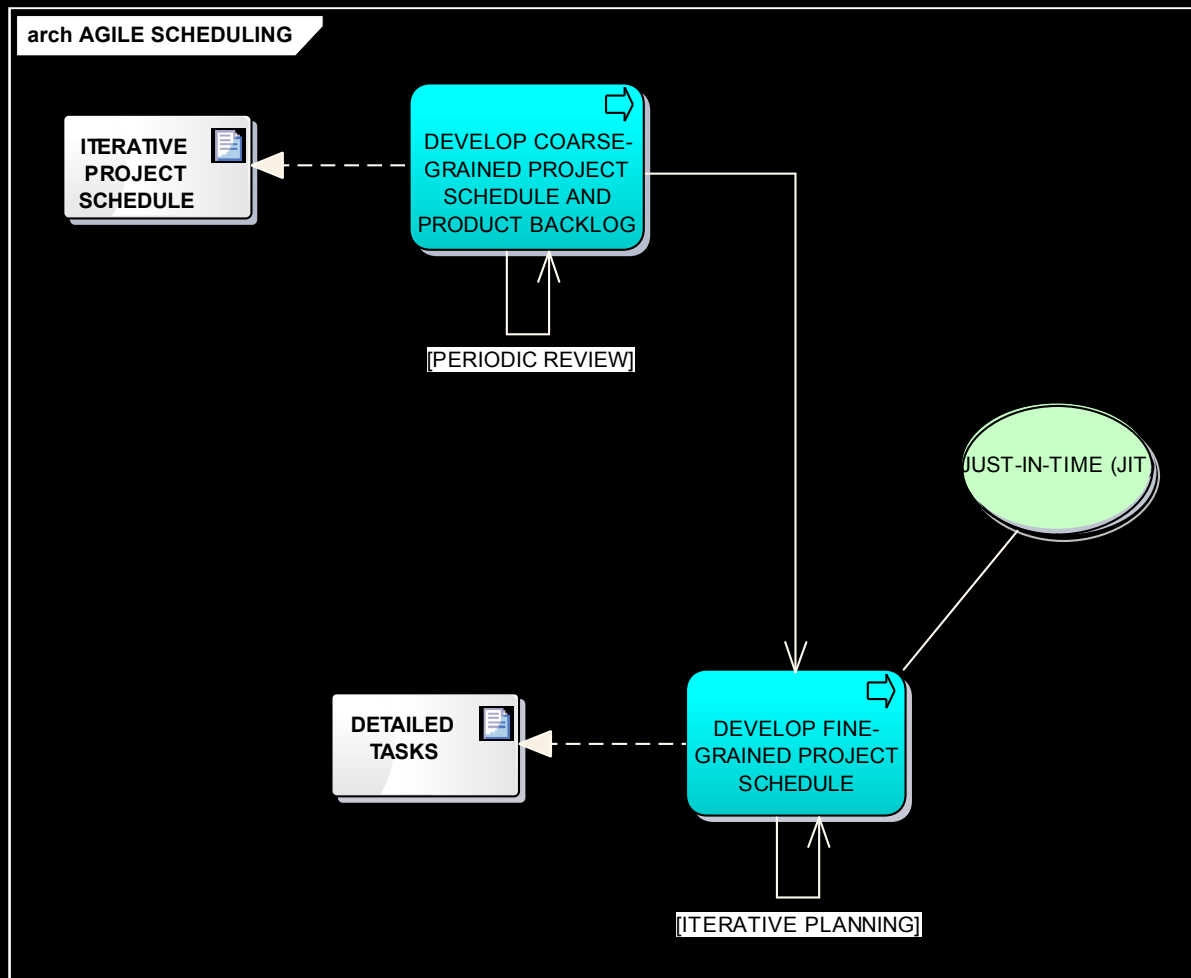 arch AGILE SCHEDULING
ITERATIVE
PROJECT
SCHEDULE
DEVELOP COARSE-
GRAINED PROJECT
SCHEDULE AND
PRODUCT BACKLOG
[PERIODIC REVIEW]
JUST-IN-TIME (JIT)
DETAILED
TASKS
DEVELOP FINE-
GRAINED PROJECT
SCHEDULE
[ITERATIVE PLANNING]